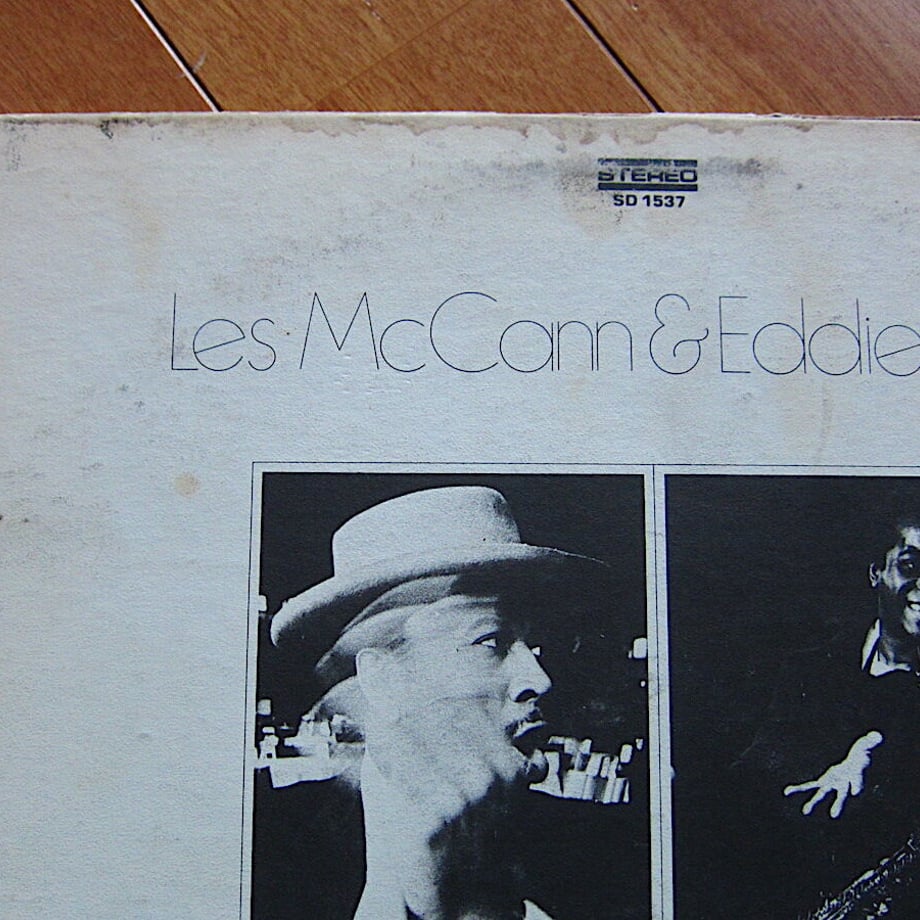 STEREO
SD 1537
Les McCann & Eddie